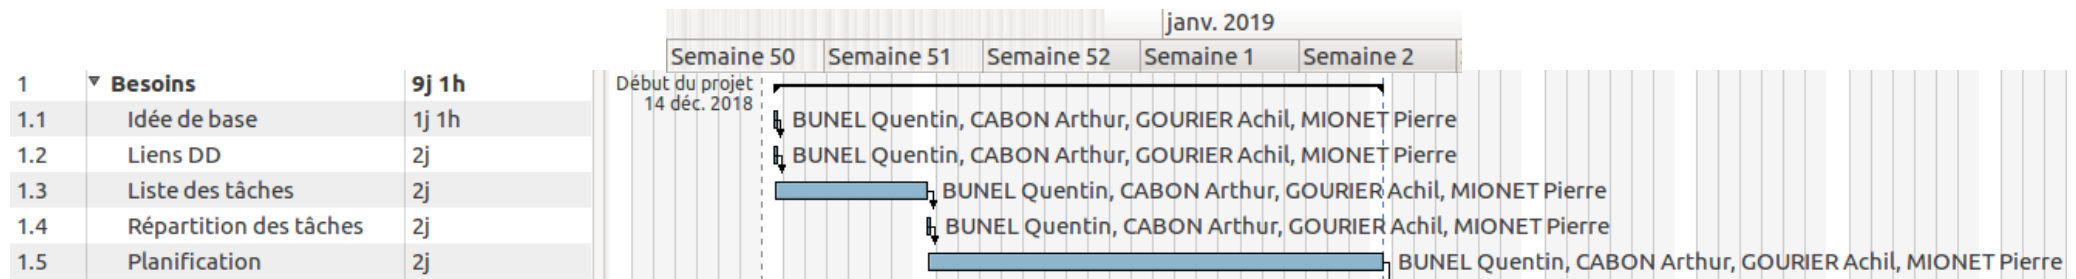 janv. 2019
Semaine 50 Semaine 51 Semaine 52 Semaine 1 Semaine 2
1 Besoins 9j 1h
Début du projet
14 déc. 2018
1.1 Idée de base 1j 1h BUNEL Quentin, CABON Arthur, GOURIER Achil, MIONET Pierre
1.2 Liens DD 2j BUNEL Quentin, CABON Arthur, GOURIER Achil, MIONET Pierre
1.3 Liste des tâches 2j BUNEL Quentin, CABON Arthur, GOURIER Achil, MIONET Pierre
1.4 Répartition des tâches 2j BUNEL Quentin, CABON Arthur, GOURIER Achil, MIONET Pierre
1.5 Planification 2j BUNEL Quentin, CABON Arthur, GOURIER Achil, MIONET Pierre